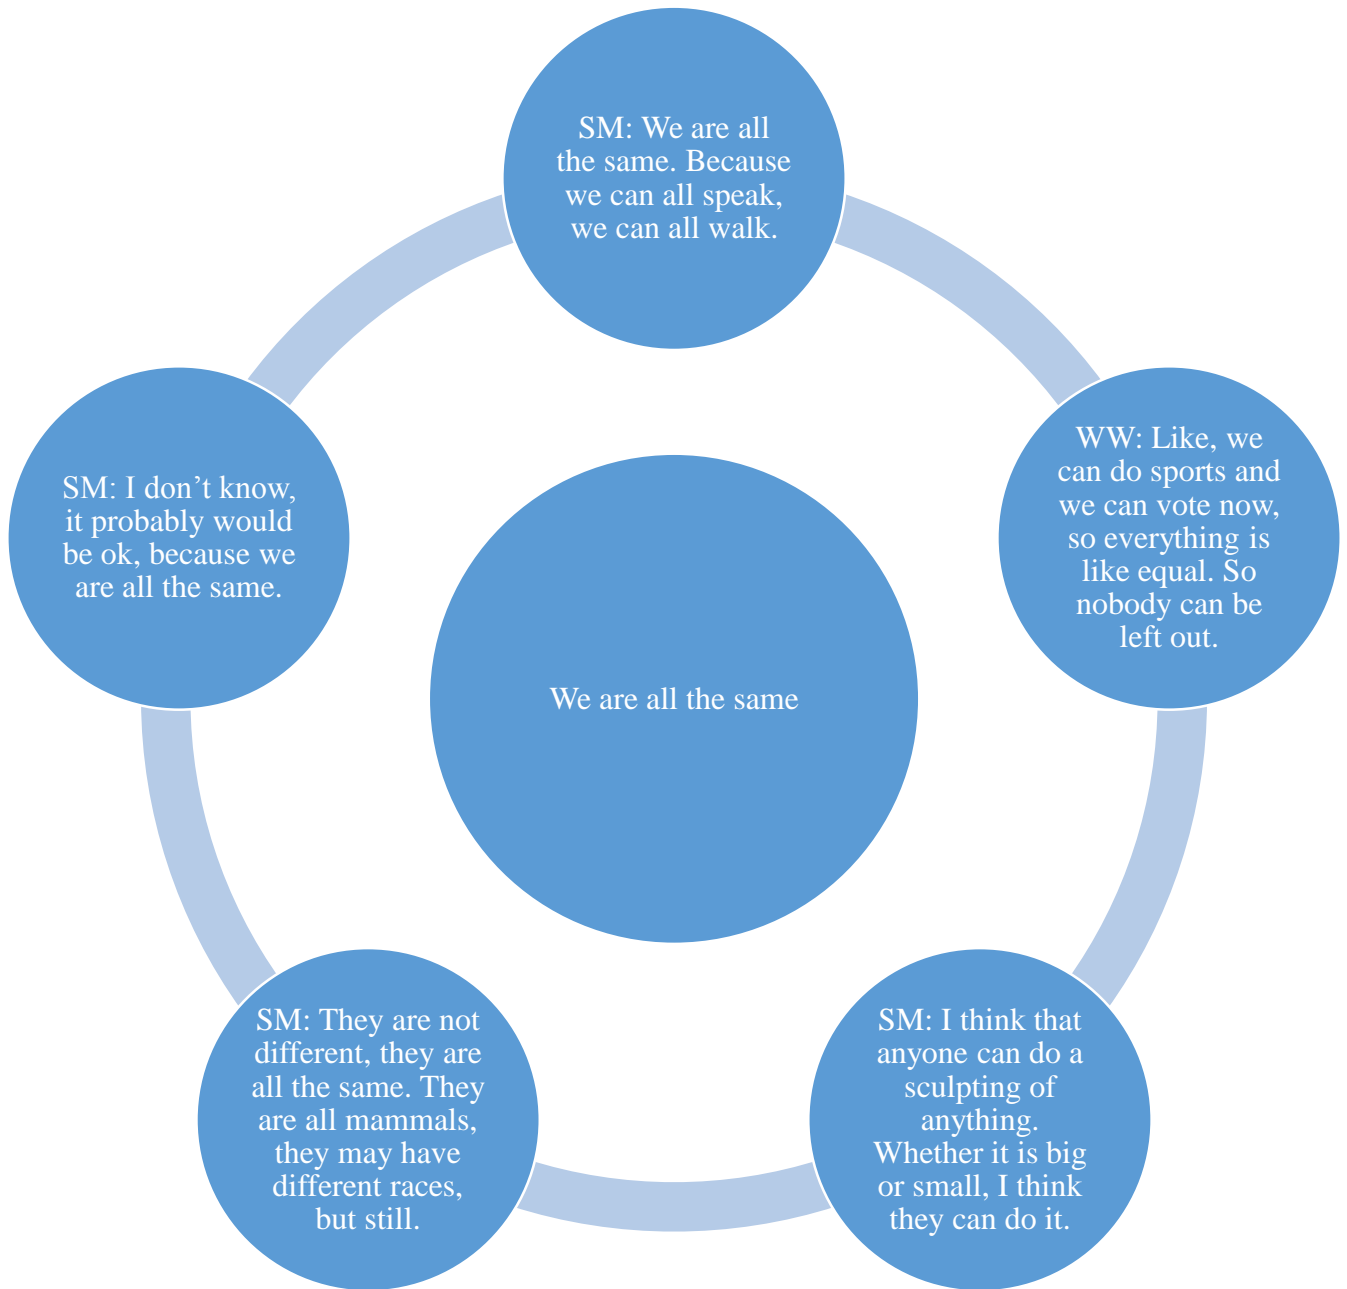 SM: We are all
the same. Because
we can all speak,
we can all walk.
WW: Like, we
can do sports and
we can vote now,
so everything is
like equal. So
nobody can be
left out.
SM: I think that
anyone can do a
sculpting of
anything.
Whether it is big
or small, I think
they can do it.
SM: They are not
different, they are
all the same. They
are all mammals,
they may have
different races,
but still.
SM: I don’t know,
it probably would
be ok, because we
are all the same.
We are all the same